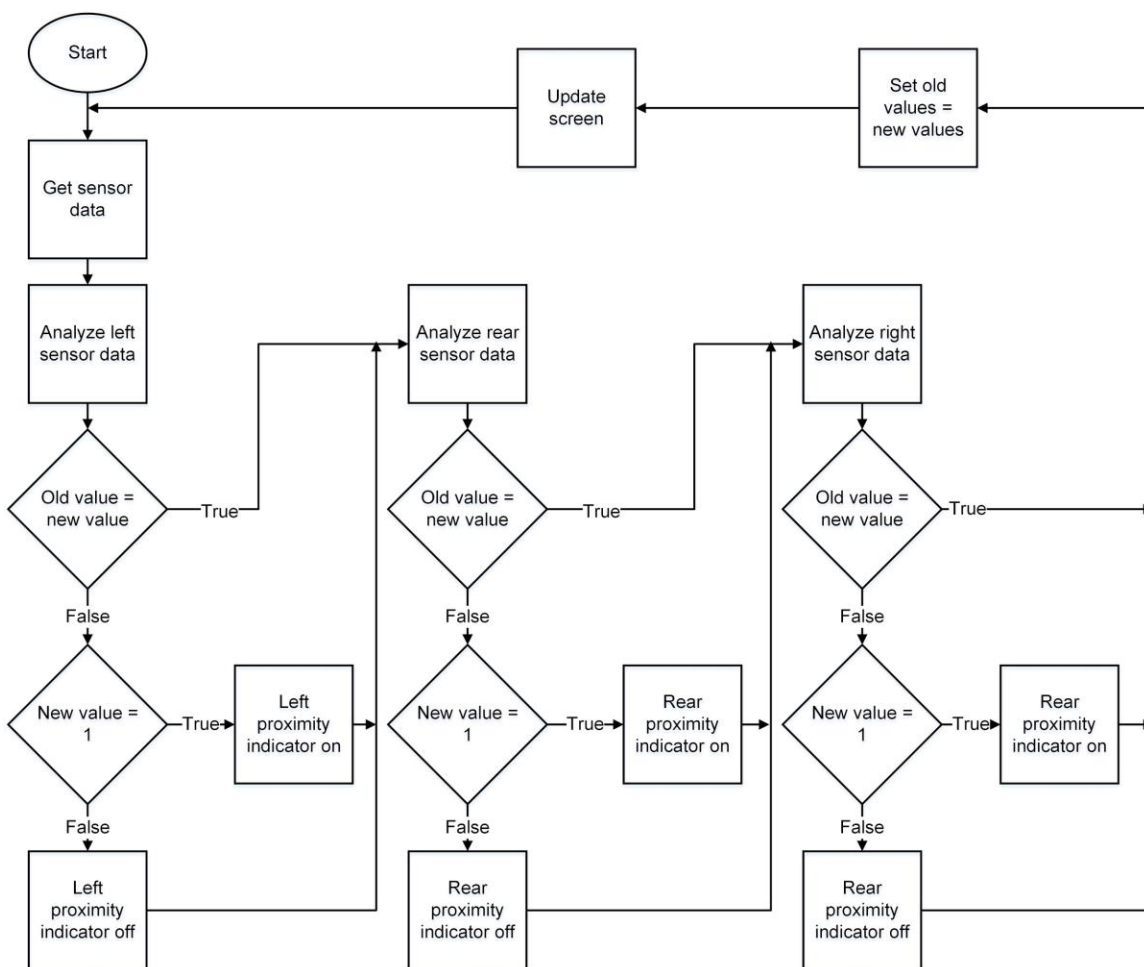 Start
Update
screen
Set old
values =
new values
Get sensor
data
Analyze left
sensor data
Analyze rear
sensor data
Analyze right
sensor data
Old value =
new value
True
Old value =
new value
True
Old value =
new value
True
False
False
False
New value =
1
True
Left
proximity
indicator on
New value =
1
True
Rear
proximity
indicator on
New value =
1
True
Rear
proximity
indicator on
False
False
False
Left
proximity
indicator off
Rear
proximity
indicator off
Rear
proximity
indicator off